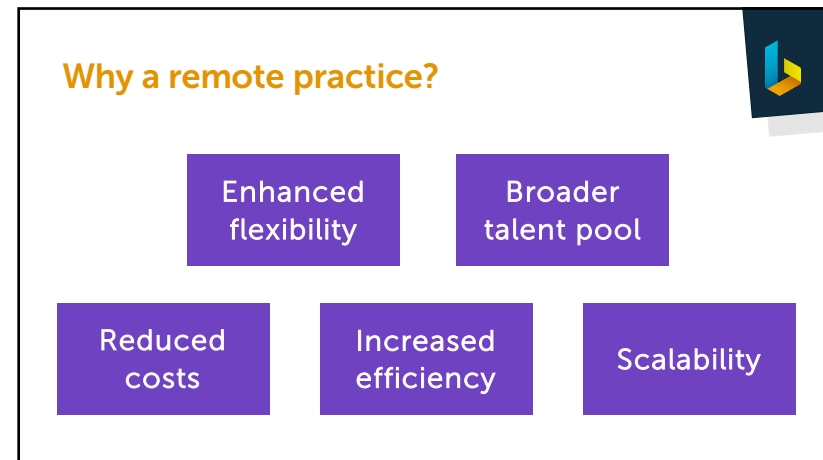 Why a remote practice?
Enhanced
flexibility
Broader
talent pool
Reduced
costs
Increased
efficiency
Scalability